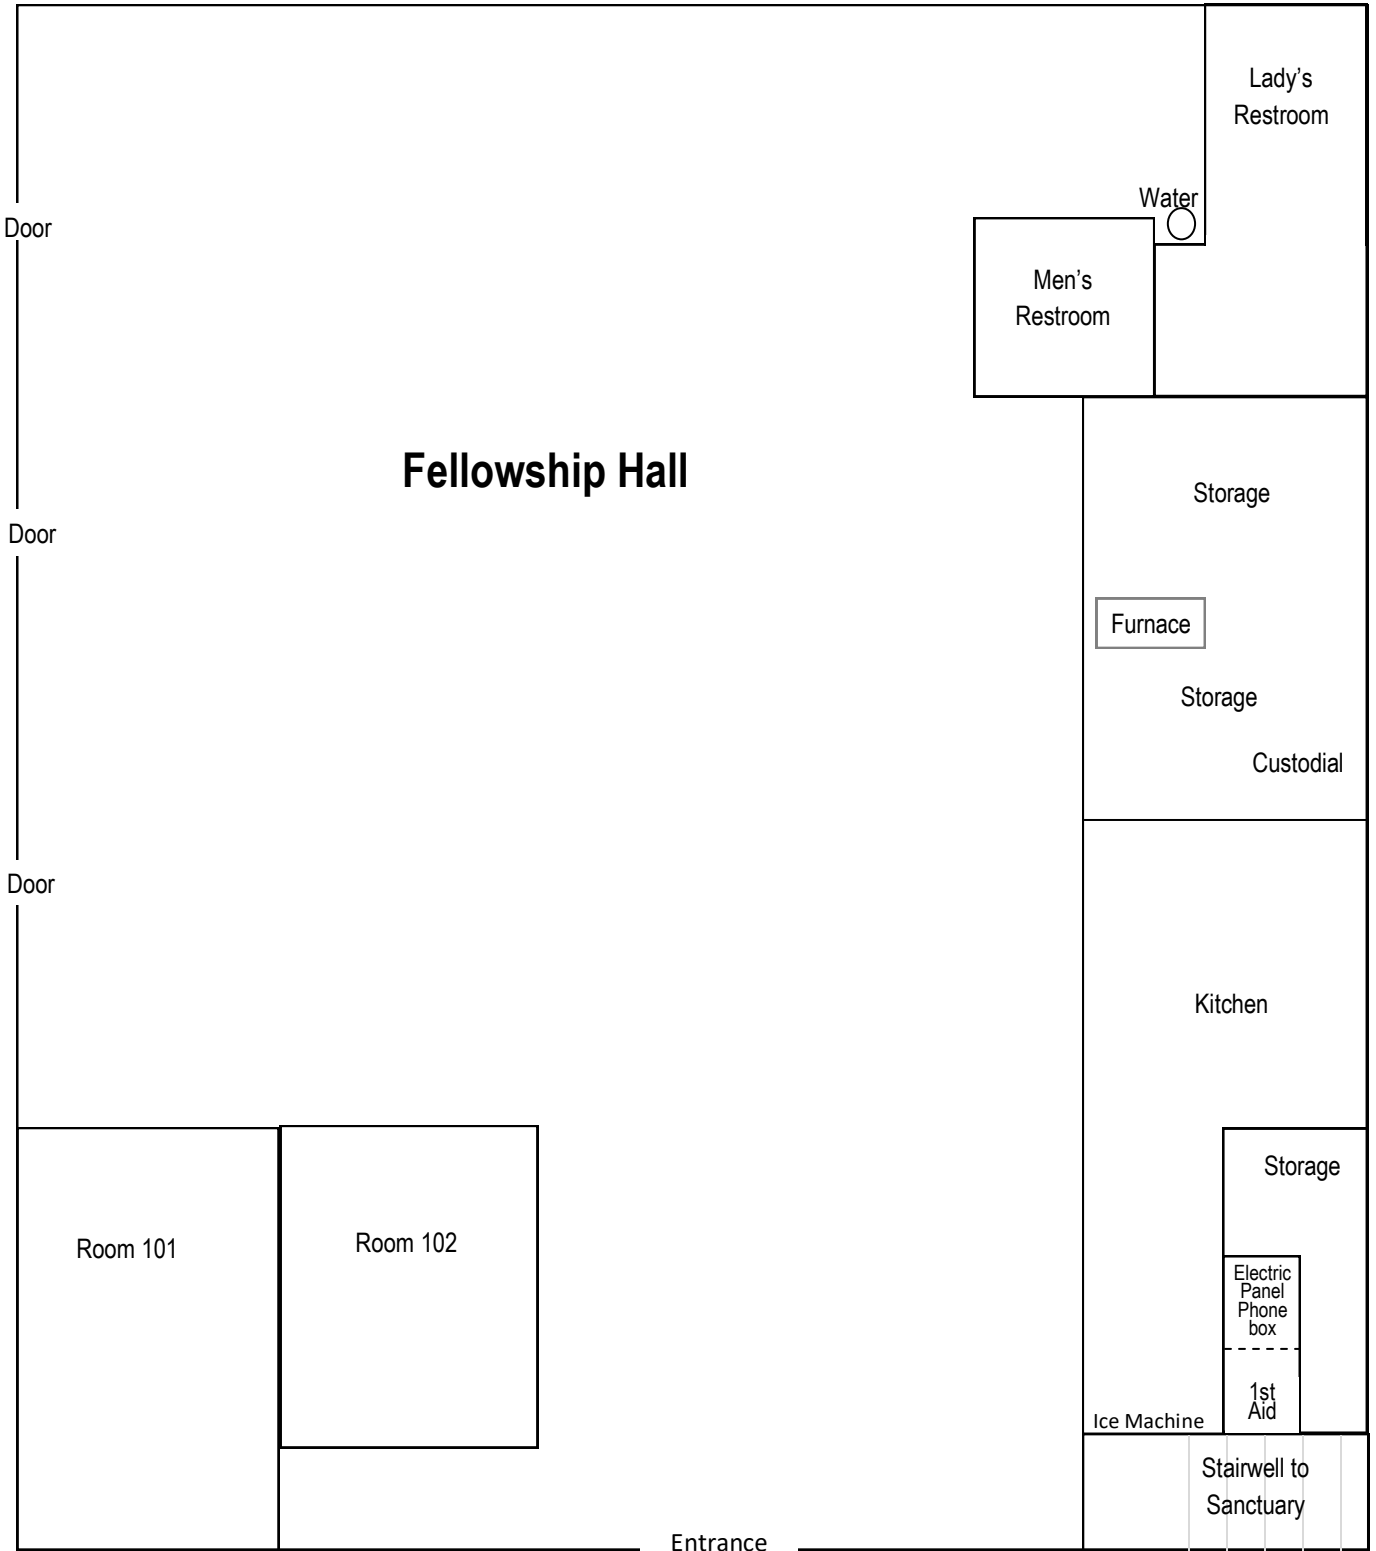 Lady's
Restroom
Water
Door
Men's
Restroom
Fellowship Hall
Storage
Door
Furnace
Storage
Custodial
Door
Kitchen
Storage
Room 101
Room 102
Electric
Panel
Phone
box
1st
Aid
Ice Machine
Stairwell to
Sanctuary
Entrance